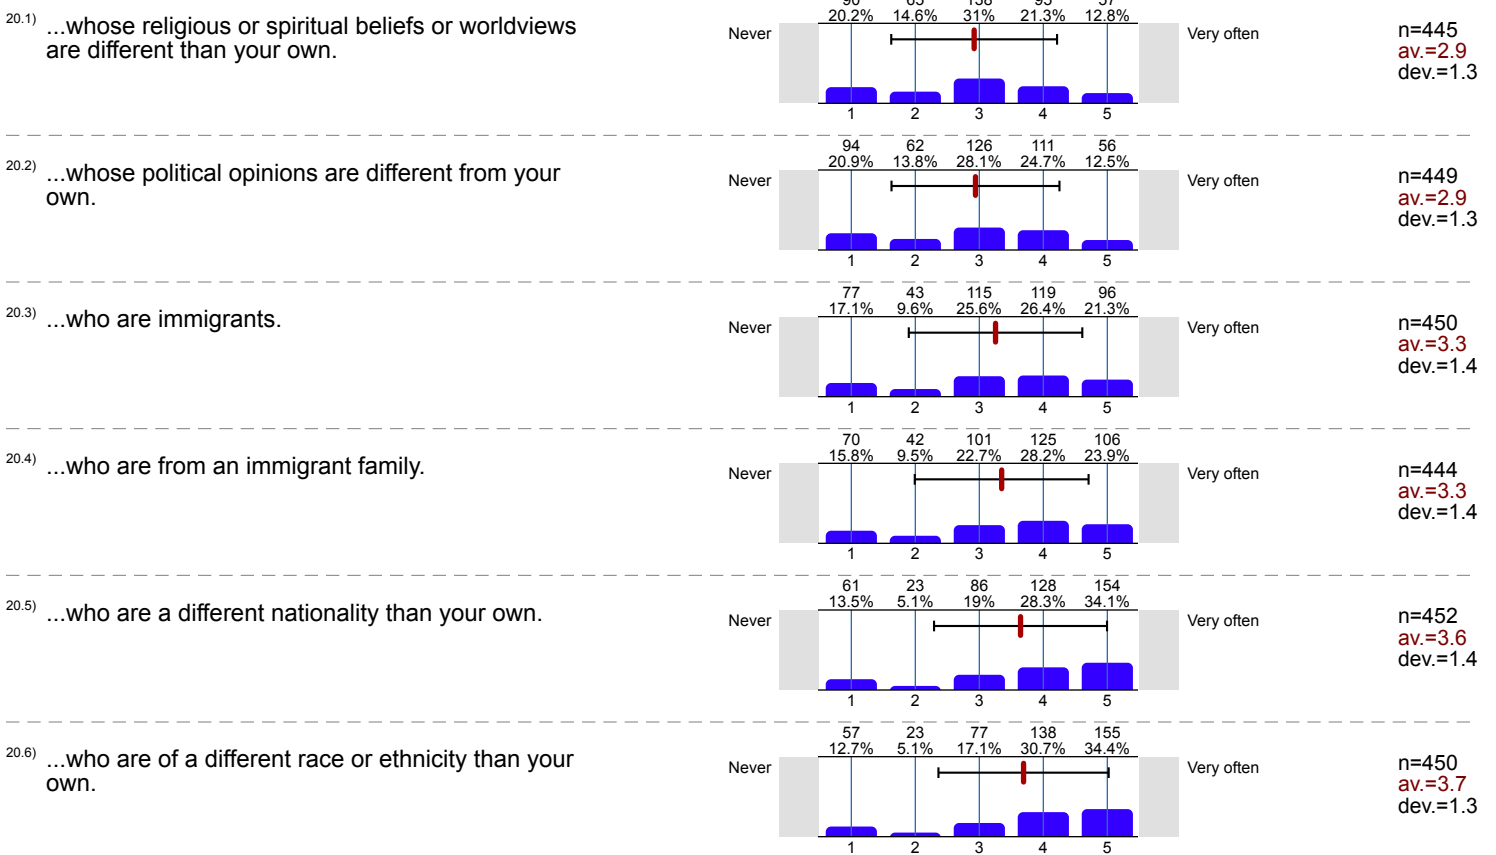 90 65 138 95 57
20.1) ...whose religious or spiritual beliefs or worldviews
are different than your own.
20.2% 14.6% 31% 21.3% 12.8%
Never Very often
n=445
av.=2.9
dev.=1.3
1 2 3 4 5
94 62 126 111 56
20.2) ...whose political opinions are different from your
own.
20.9% 13.8% 28.1% 24.7% 12.5%
Never Very often
n=449
av.=2.9
dev.=1.3
1 2 3 4 5
77 43 115 119 96
20.3) ...who are immigrants.
17.1% 9.6% 25.6% 26.4% 21.3%
Never Very often
n=450
av.=3.3
dev.=1.4
1 2 3 4 5
70 42 101 125 106
20.4) ...who are from an immigrant family.
15.8% 9.5% 22.7% 28.2% 23.9%
Never Very often
n=444
av.=3.3
dev.=1.4
1 2 3 4 5
61 23 86 128 154
20.5) ...who are a different nationality than your own.
13.5% 5.1% 19% 28.3% 34.1%
Never Very often
n=452
av.=3.6
dev.=1.4
1 2 3 4 5
57 23 77 138 155
20.6) ...who are of a different race or ethnicity than your
own.
12.7% 5.1% 17.1% 30.7% 34.4%
Never Very often
n=450
av.=3.7
dev.=1.3
1 2 3 4 5